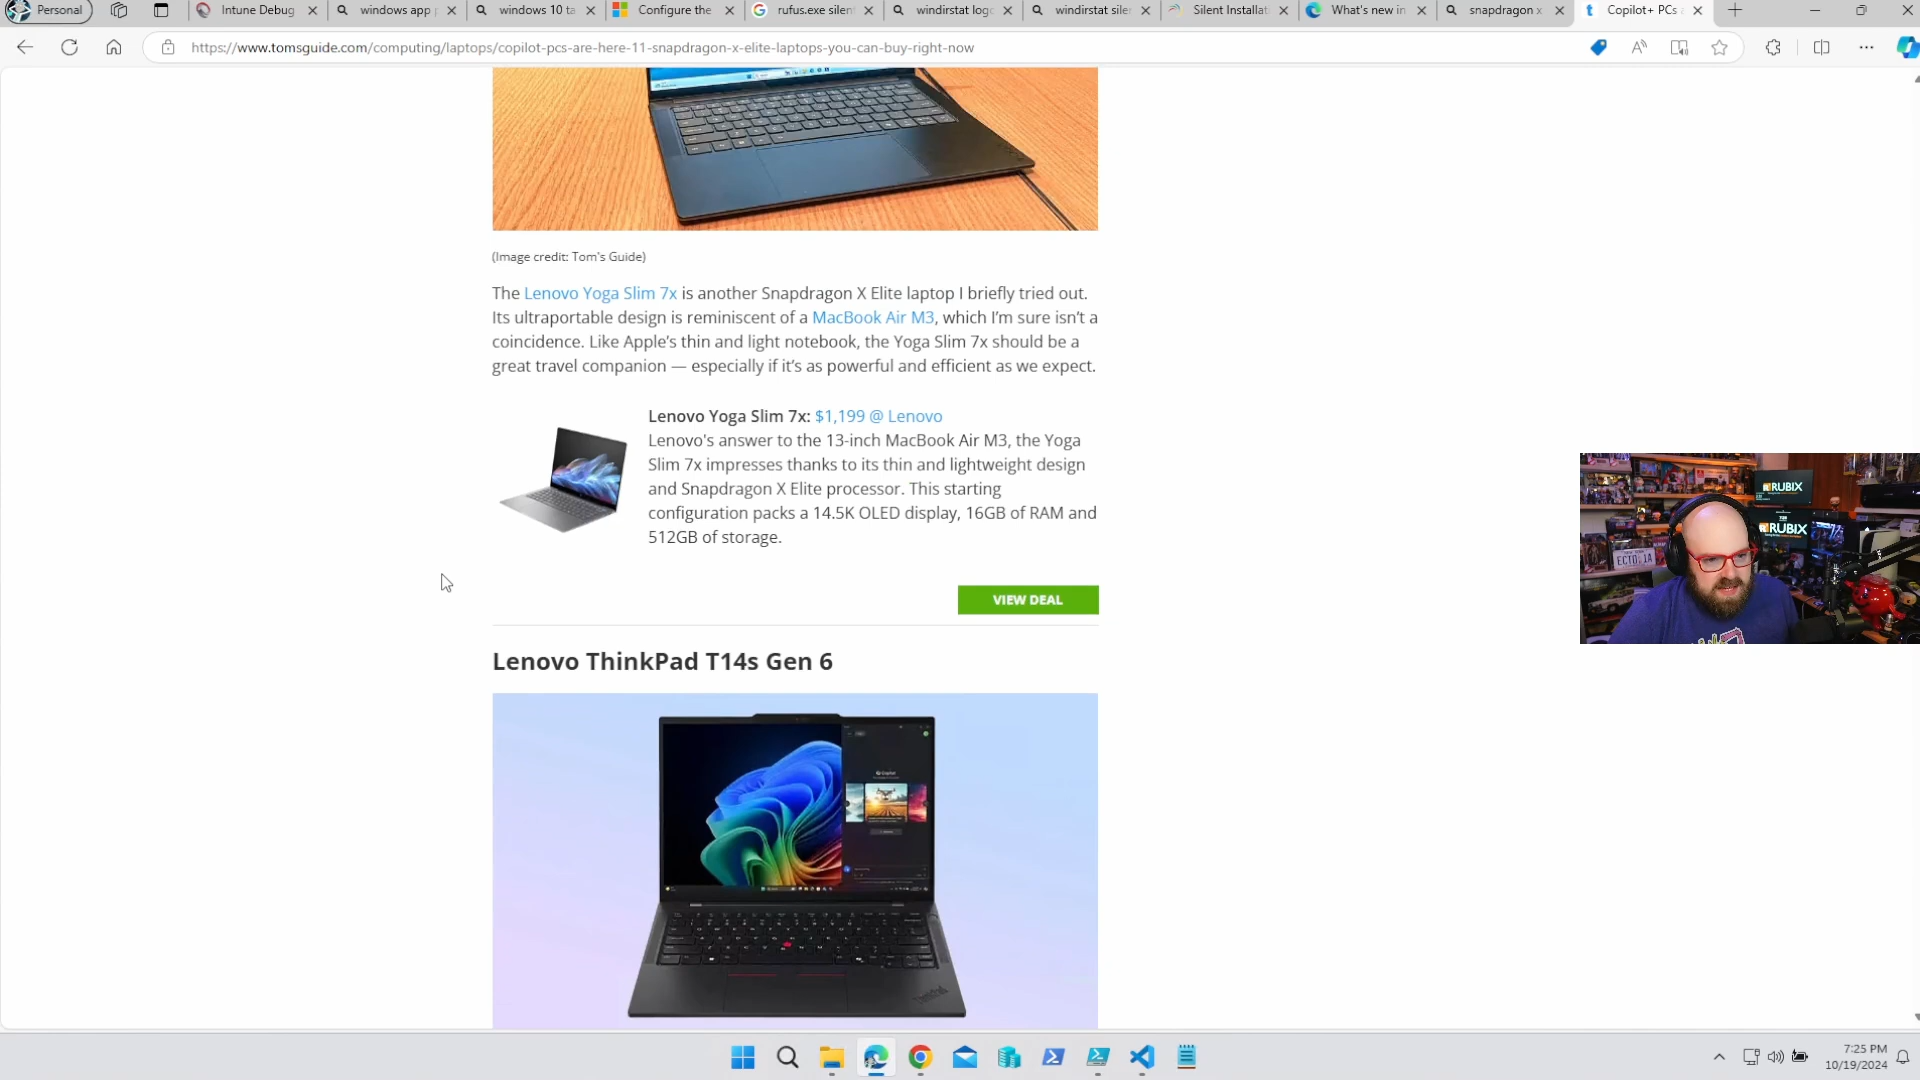 Personal
Intune Debug
windows app
windows 10 ta
Configure the
rufus.exe silen
windirstat logo
windirstat sile
Silent Installat
What's new in
snapdragon x
Copilot+ PCs
https://www.tomsguide.com/computing/laptops/copilot-pcs-are-here-11-snapdragon-x-elite-laptops-you-can-buy-right-now
(Image credit: Tom's Guide)
The Lenovo Yoga Slim 7x is another Snapdragon X Elite laptop I briefly tried out.
Its ultraportable design is reminiscent of a MacBook Air M3, which I'm sure isn't a
coincidence. Like Apple's thin and light notebook, the Yoga Slim 7x should be a
great travel companion — especially if it's as powerful and efficient as we expect.
Lenovo Yoga Slim 7x: $1,199 @ Lenovo
Lenovo's answer to the 13-inch MacBook Air M3, the Yoga
Slim 7x impresses thanks to its thin and lightweight design
and Snapdragon X Elite processor. This starting
configuration packs a 14.5K OLED display, 16GB of RAM and
512GB of storage.
VIEW DEAL
Lenovo ThinkPad T14s Gen 6
RUBIX
RUBIX
ECTO-1A
7:25 PM
10/19/2024